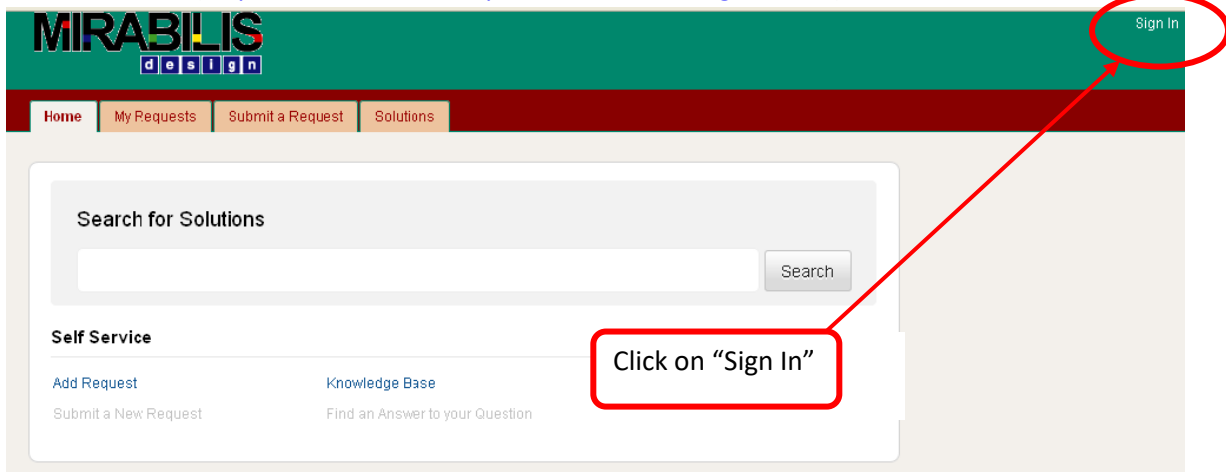 MIRABILIS
design
Sign In
Home
My Requests
Submit a Request
Solutions
Search for Solutions
Search
Self Service
Add Request
Knowledge Base
Submit a New Request
Find an Answer to your Question
Click on “Sign In”